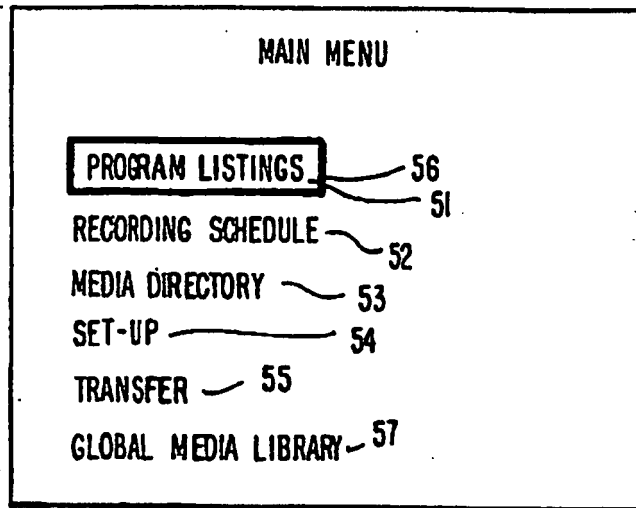 MAIN MENU
PROGRAM LISTINGS 56
51
RECORDING SCHEDULE 52
MEDIA DIRECTORY 53
SET-UP 54
TRANSFER 55
GLOBAL MEDIA LIBRARY 57